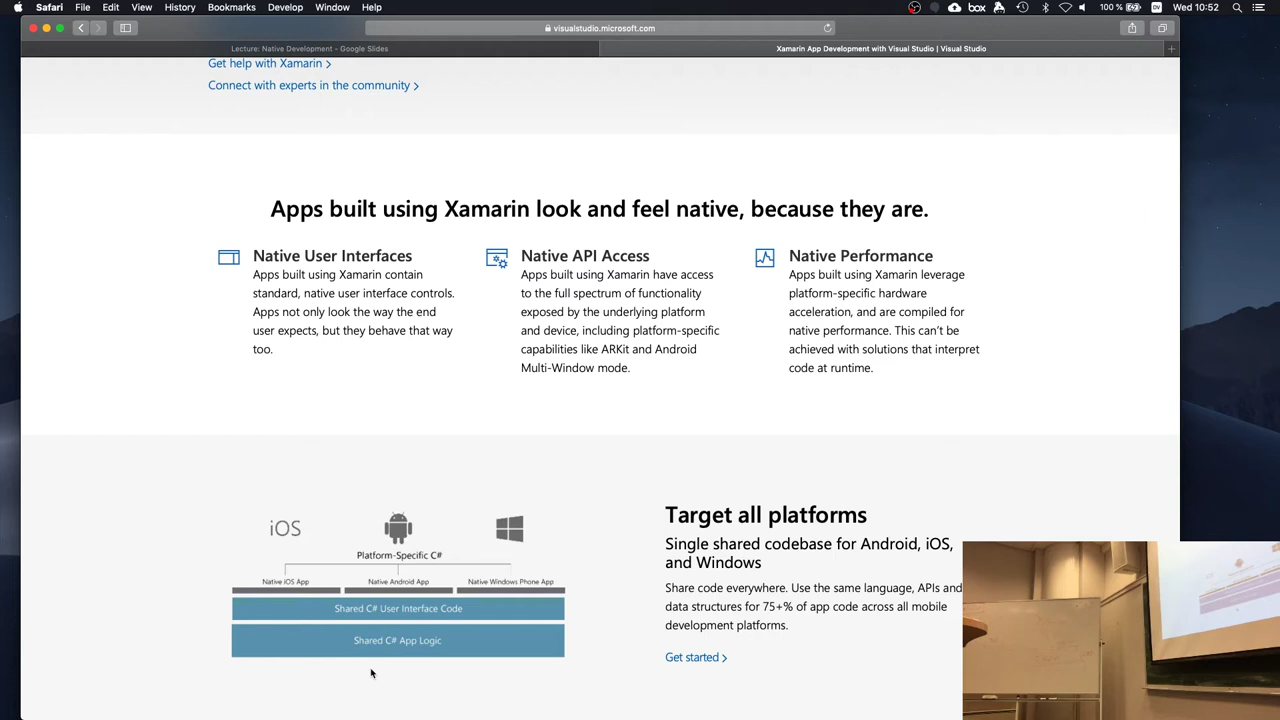 Safari File Edit View History Bookmarks Develop Window Help
box
100 %
DV
Wed 10:52
visualstudio.microsoft.com
Lecture: Native Development - Google Slides
Xamarin App Development with Visual Studio | Visual Studio
Get help with Xamarin
Connect with experts in the community
Apps built using Xamarin look and feel native, because they are.
Native User Interfaces
Apps built using Xamarin contain
standard, native user interface controls.
Apps not only look the way the end
user expects, but they behave that way
too.
Native API Access
Apps built using Xamarin have access
to the full spectrum of functionality
exposed by the underlying platform
and device, including platform-specific
capabilities like ARKit and Android
Multi-Window mode.
Native Performance
Apps built using Xamarin leverage
platform-specific hardware
acceleration, and are compiled for
native performance. This can't be
achieved with solutions that interpret
code at runtime.
iOS
Platform-Specific C#
Native iOS App
Native Android App
Native Windows Phone App
Shared C# User Interface Code
Shared C# App Logic
Target all platforms
Single shared codebase for Android, iOS,
and Windows
Share code everywhere. Use the same language, APIs and
data structures for 75+% of app code across all mobile
development platforms.
Get started